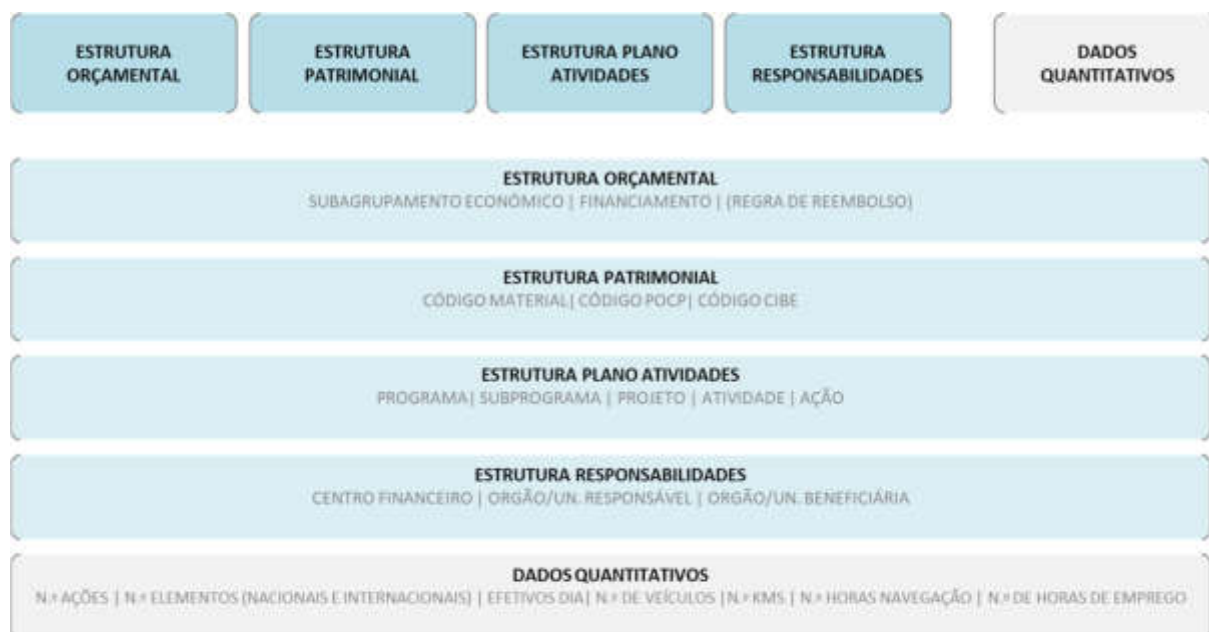 ESTRUTURA
ORÇAMENTAL
ESTRUTURA
PATRIMONIAL
ESTRUTURA PLANO
ATIVIDADES
ESTRUTURA
RESPONSABILIDADES
DADOS
QUANTITATIVOS
ESTRUTURA ORÇAMENTAL
SUBAGRUPAMENTO ECONÓMICO | FINANCIAMENTO | (REGRA DE REEMBOLSO)
ESTRUTURA PATRIMONIAL
CÓDIGO MATERIAL| CÓDIGO POCP| CÓDIGO CIBE
ESTRUTURA PLANO ATIVIDADES
PROGRAMA| SUBPROGRAMA | PROJETO | ATIVIDADE | AÇÃO
ESTRUTURA RESPONSABILIDADES
CENTRO FINANCEIRO | ORGÃO/UN. RESPONSÁVEL | ORGÃO/UN. BENEFICIÁRIA
DADOS QUANTITATIVOS
N.º AÇÕES | N.º ELEMENTOS (NACIONAIS E INTERNACIONAIS) | EFETIVOS DIA| N.º DE VEÍCULOS |N.º KMS | N.º HORAS NAVEGAÇÃO | N.º DE HORAS DE EMPREGO